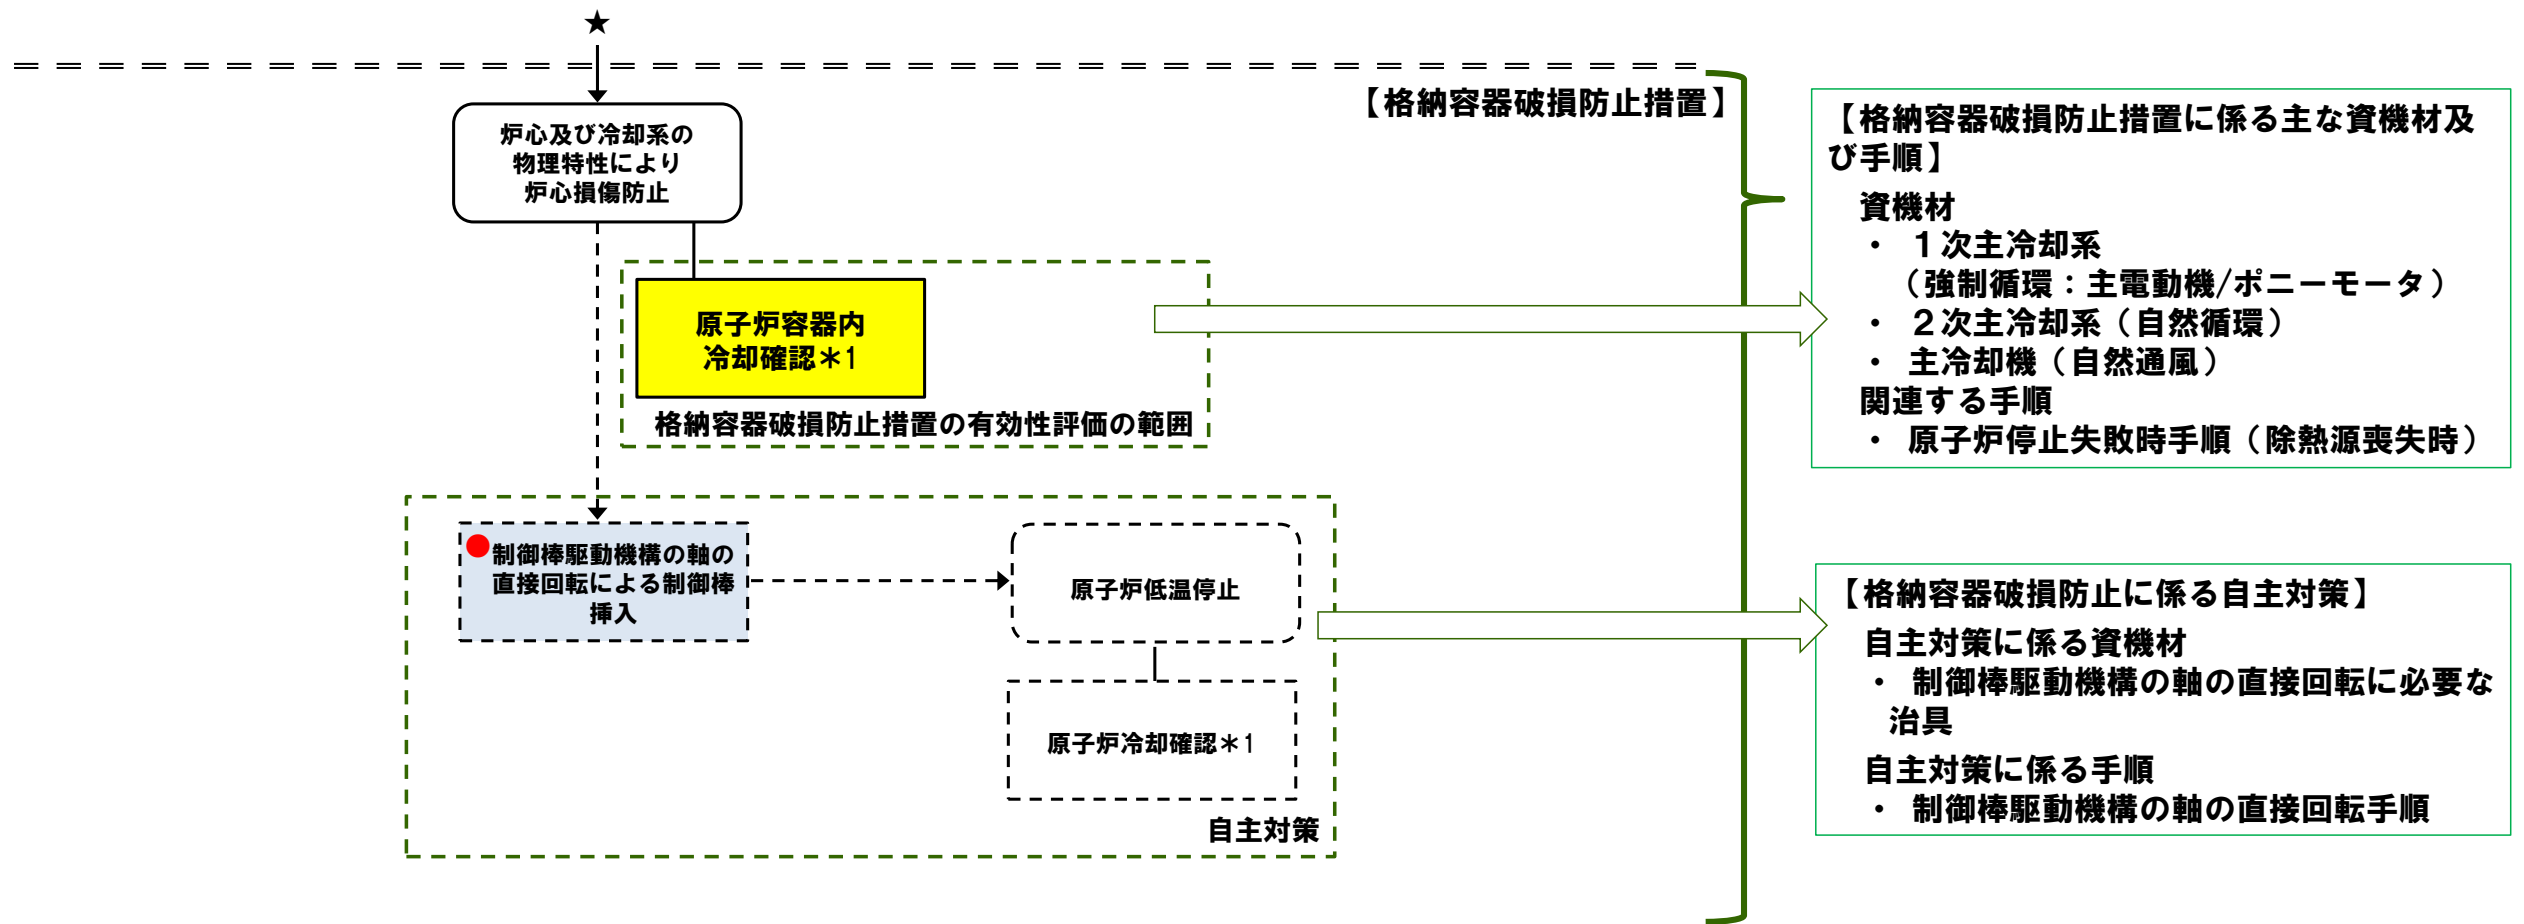 ★
【格納容器破損防止措置】
炉心及び冷却系の
物理特性により
炉心損傷防止
原子炉容器内
冷却確認＊1
格納容器破損防止措置の有効性評価の範囲
制御棒駆動機構の軸の
直接回転による制御棒
挿入
原子炉低温停止
原子炉冷却確認＊1
自主対策
【格納容器破損防止措置に係る主な資機材及
び手順】
資機材
・ １次主冷却系
（強制循環：主電動機/ポニーモータ）
・ ２次主冷却系（自然循環）
・ 主冷却機（自然通風）
関連する手順
・ 原子炉停止失敗時手順（除熱源喪失時）
【格納容器破損防止に係る自主対策】
自主対策に係る資機材
・ 制御棒駆動機構の軸の直接回転に必要な
治具
自主対策に係る手順
・ 制御棒駆動機構の軸の直接回転手順